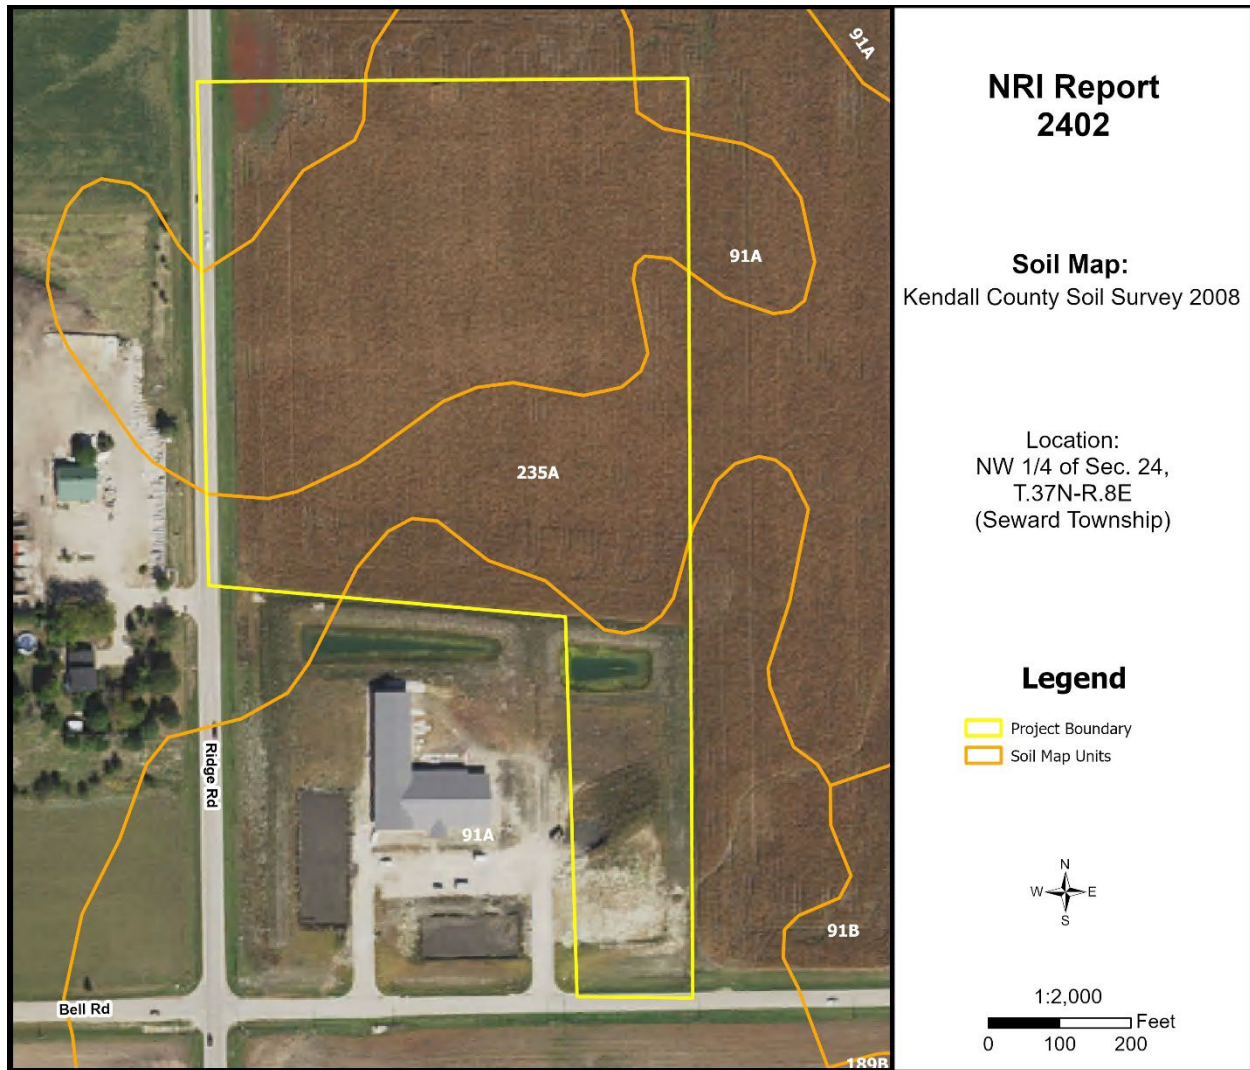 91A
NRI Report
2402
91A
Soil Map:
Kendall County Soil Survey 2008
Location:
NW 1/4 of Sec. 24,
T.37N-R.8E
(Seward Township)
235A
Legend
Project Boundary
Soil Map Units
Ridge Rd
91A
N
W E
S
91B
1:2,000
Bell Rd
Feet
0 100 200
189B